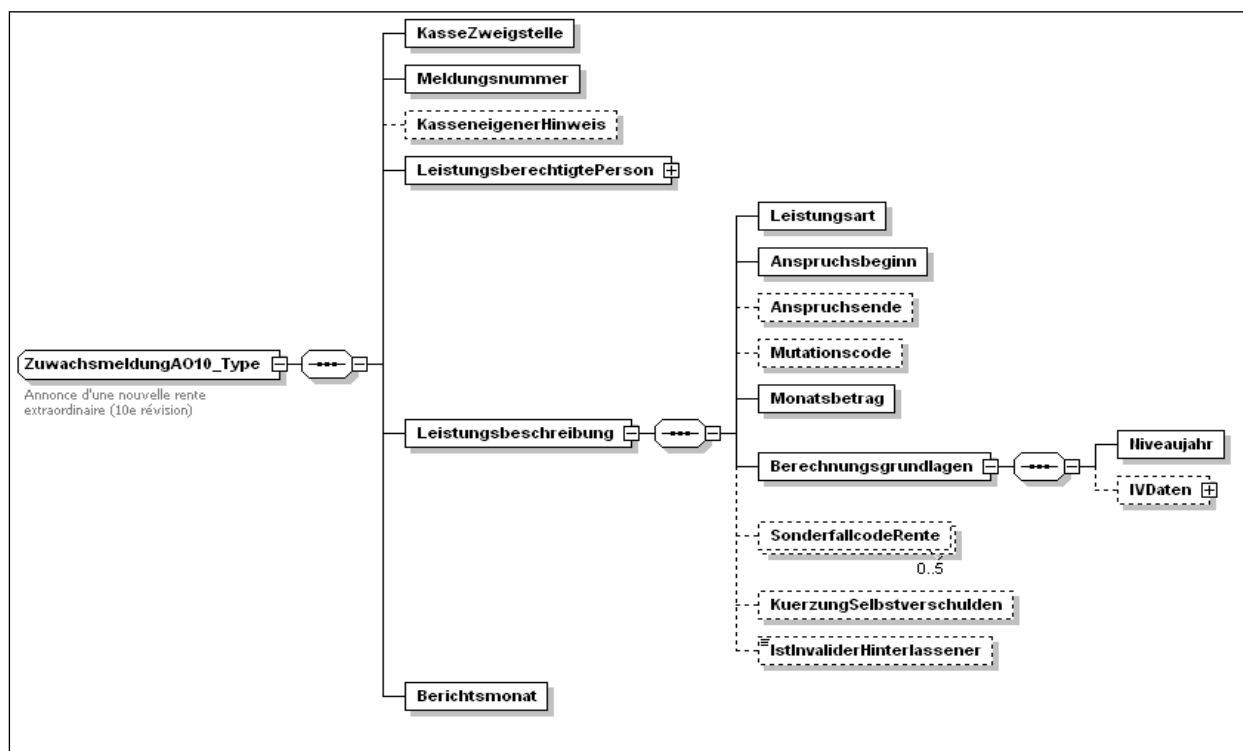 KasseZweigstelle
Meldungsnummer
KasseneigenerHinweis
LeistungsberechtigtePerson
ZuwachsmeldungAO10_Type
Annonce d'une nouvelle rente
extraordinaire (10e révision)
Leistungsbeschreibung
Leistungsart
Anspruchsbeginn
Anspruchsende
Mutationscode
Monatsbetrag
Berechnungsgrundlagen
Niveaujahr
IVDaten
SonderfallcodeRente
0..5
KuerzungSelbstverschulden
IstInvaliderHinterlassener
Berichtsmonat